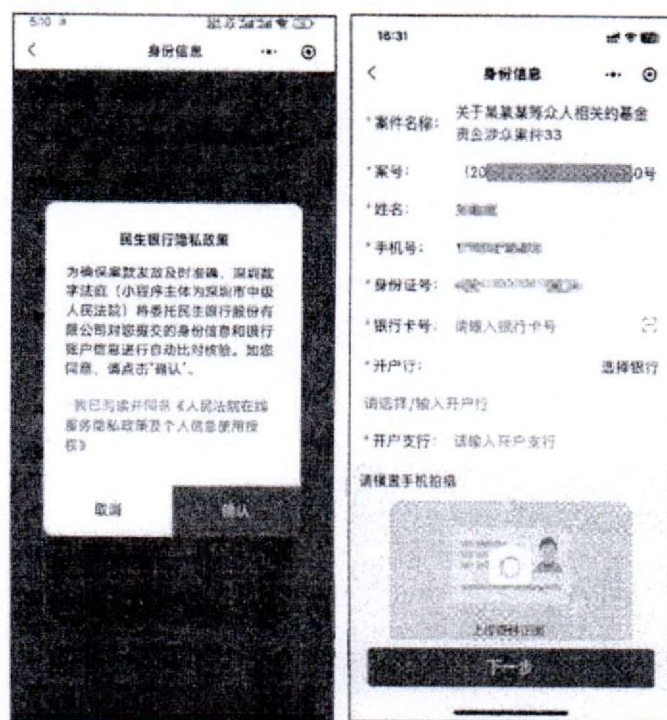 5:10
身份信息
民生银行隐私政策
为确保案款发放及时准确，深圳数
字法庭（小程序主体为深圳市中级
人民法院）将委托民生银行股份有
限公司对您提交的身份信息和银行
账户信息进行自动比对核验。如您
同意，请点击"确认"。
我已阅读并同意《人民法院在线
服务隐私政策及个人信息使用授
权》
取消
确认
16:31
身份信息
*案件名称：
关于某某某等众人相关约基金
资金涉众案件33
*案号：
(20
0号
*姓名：
*手机号：
*身份证号：
*银行卡号：
请输入银行卡号
*开户行：
选择银行
请选择/输入开户行
*开户支行：
请输入开户支行
请横置手机拍摄
上传身份证正面
下一步